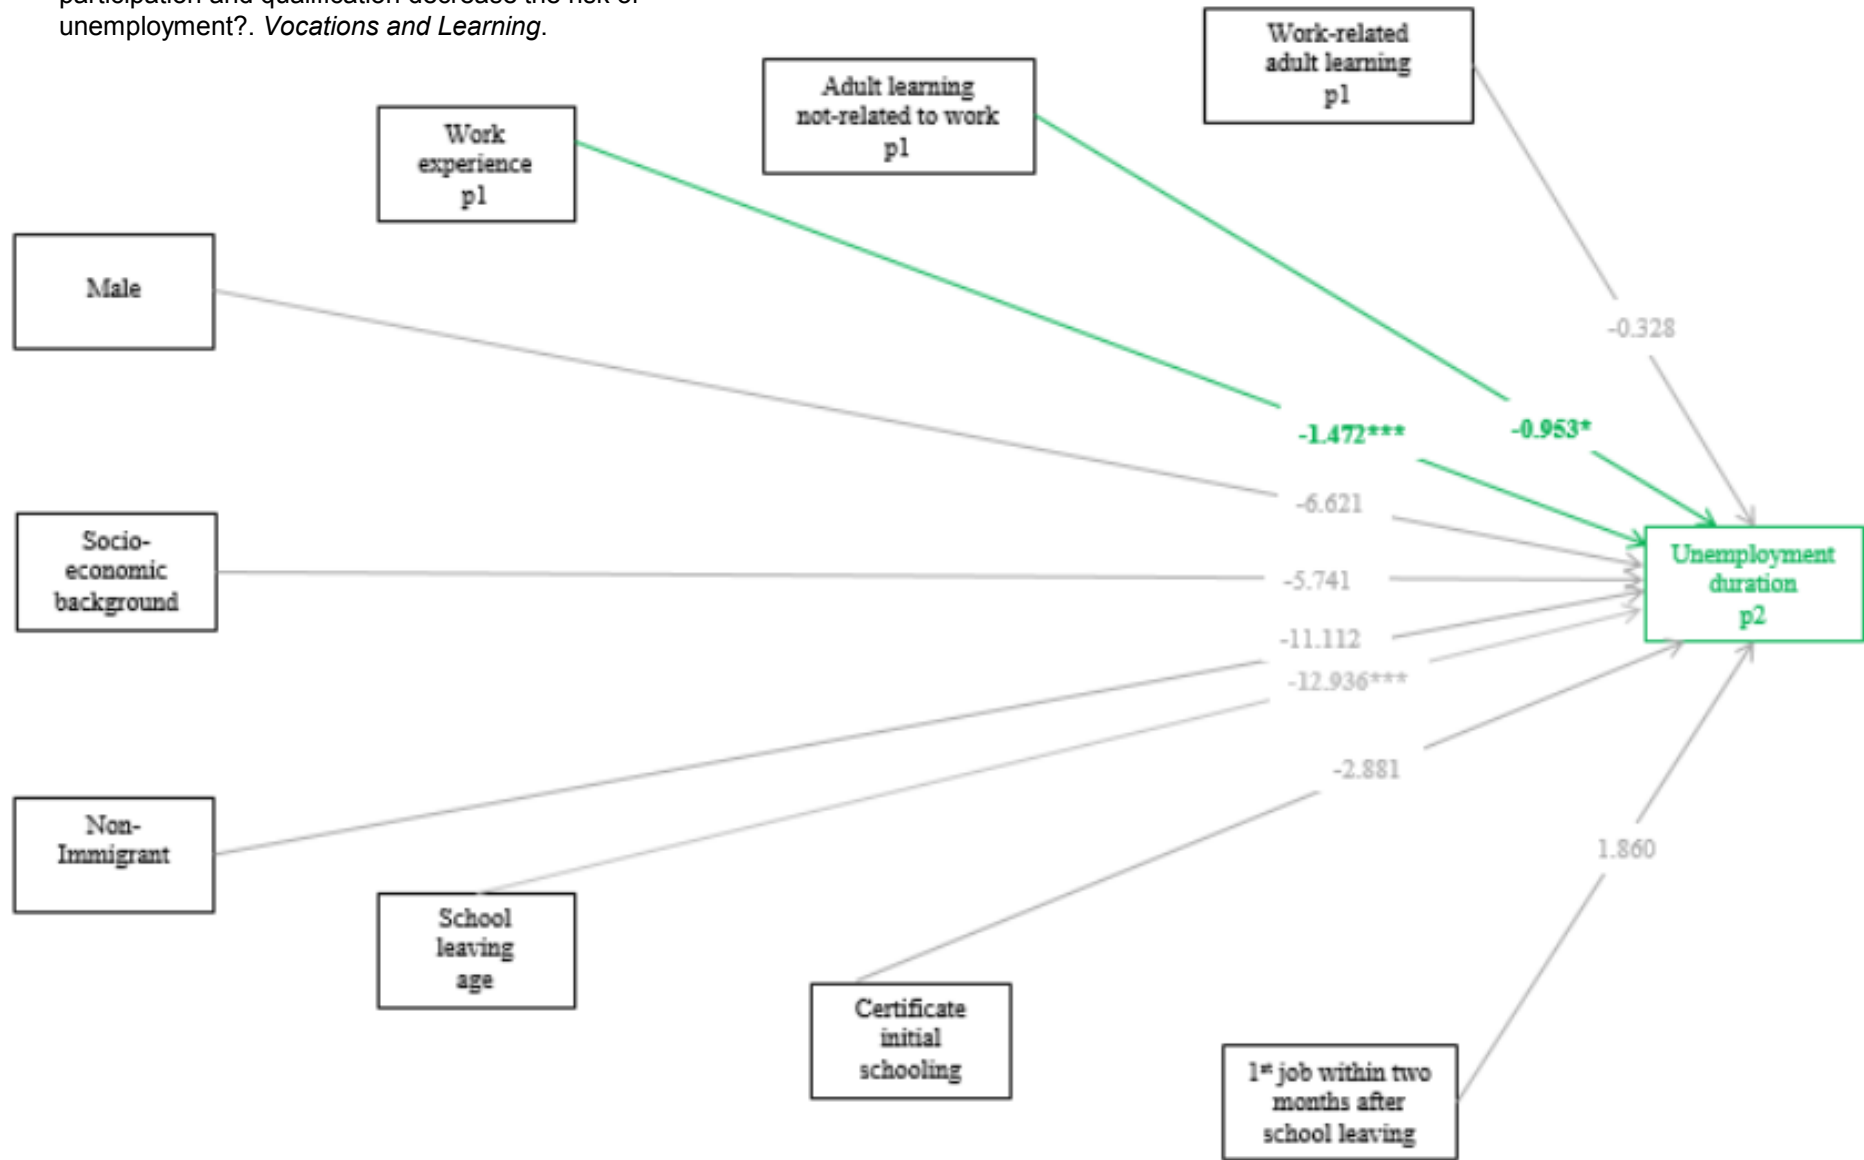 participation and qualification decrease the risk of
unemployment?. Vocations and Learning.
Work-related
adult learning
p1
Adult learning
not-related to work
p1
Work
experience
p1
Male
-0.328
-1.472***
-0.953*
-6.621
Socio-
economic
background
-5.741
Unemployment
duration
p2
-11.112
-12.936***
-2.881
Non-
Immigrant
1.860
School
leaving
age
Certificate
initial
schooling
1st job within two
months after
school leaving